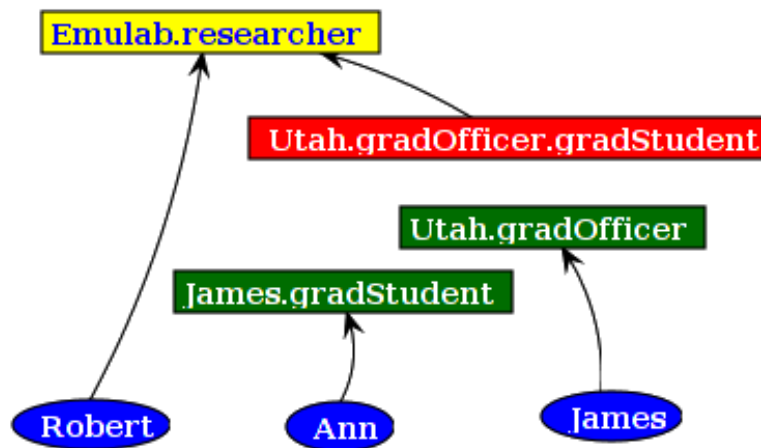 Emulab.researcher
Utah.gradOfficer.gradStudent
Utah.gradOfficer
James.gradStudent
Robert
Ann
James